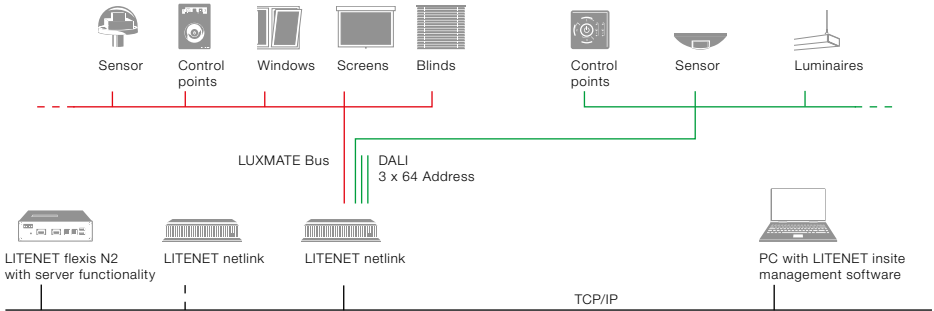 Sensor
Control
points
Windows
Screens
Blinds
Control
points
Sensor
Luminaires
LUXMATE Bus
DALI
3 x 64 Address
LITENET flexis N2
with server functionality
LITENET netlink
LITENET netlink
PC with LITENET insite
management software
TCP/IP